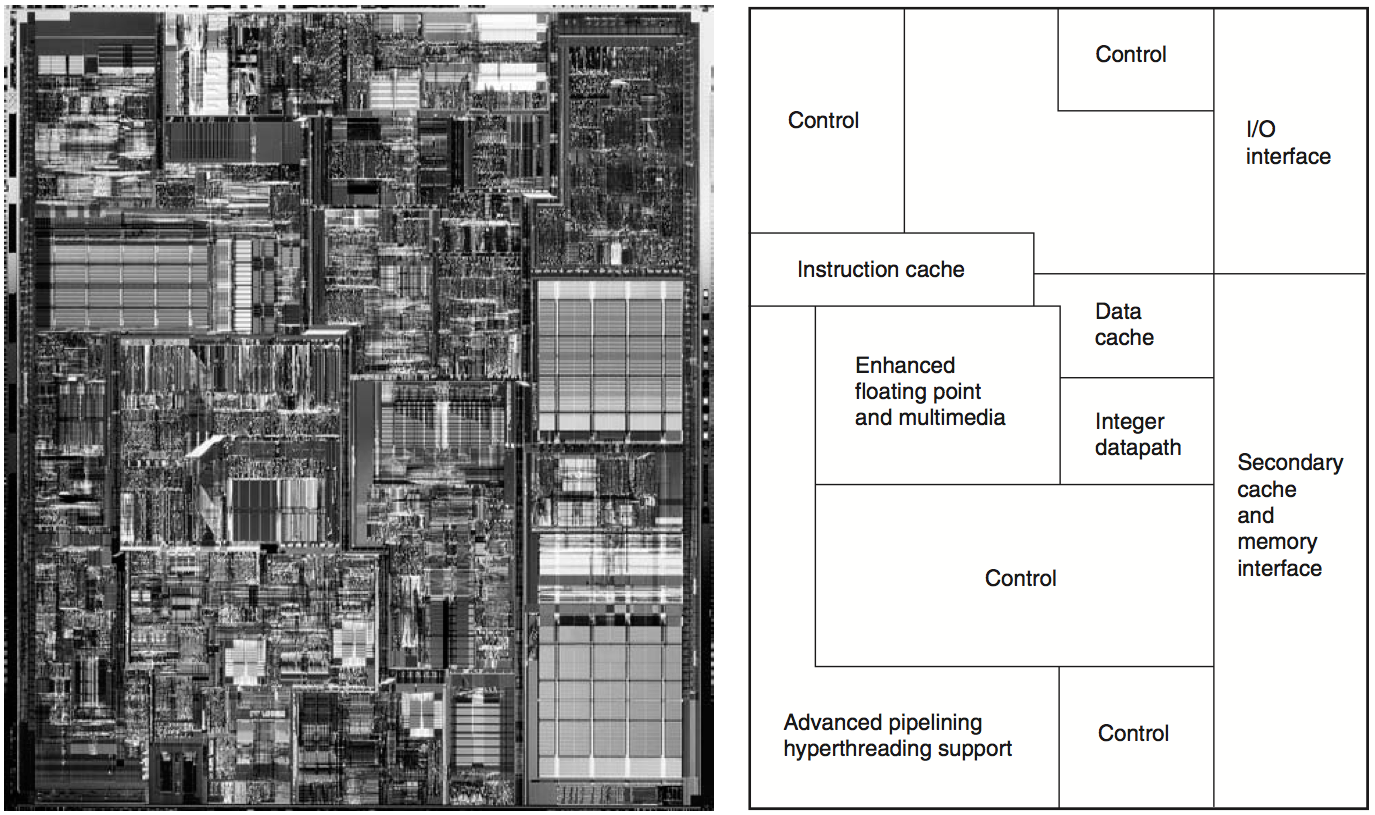 Control
Control
I/O
interface
Instruction cache
Data
cache
Enhanced
floating point
and multimedia
Integer
datapath
Secondary
cache
and
memory
interface
Control
Advanced pipelining
hyperthreading support
Control